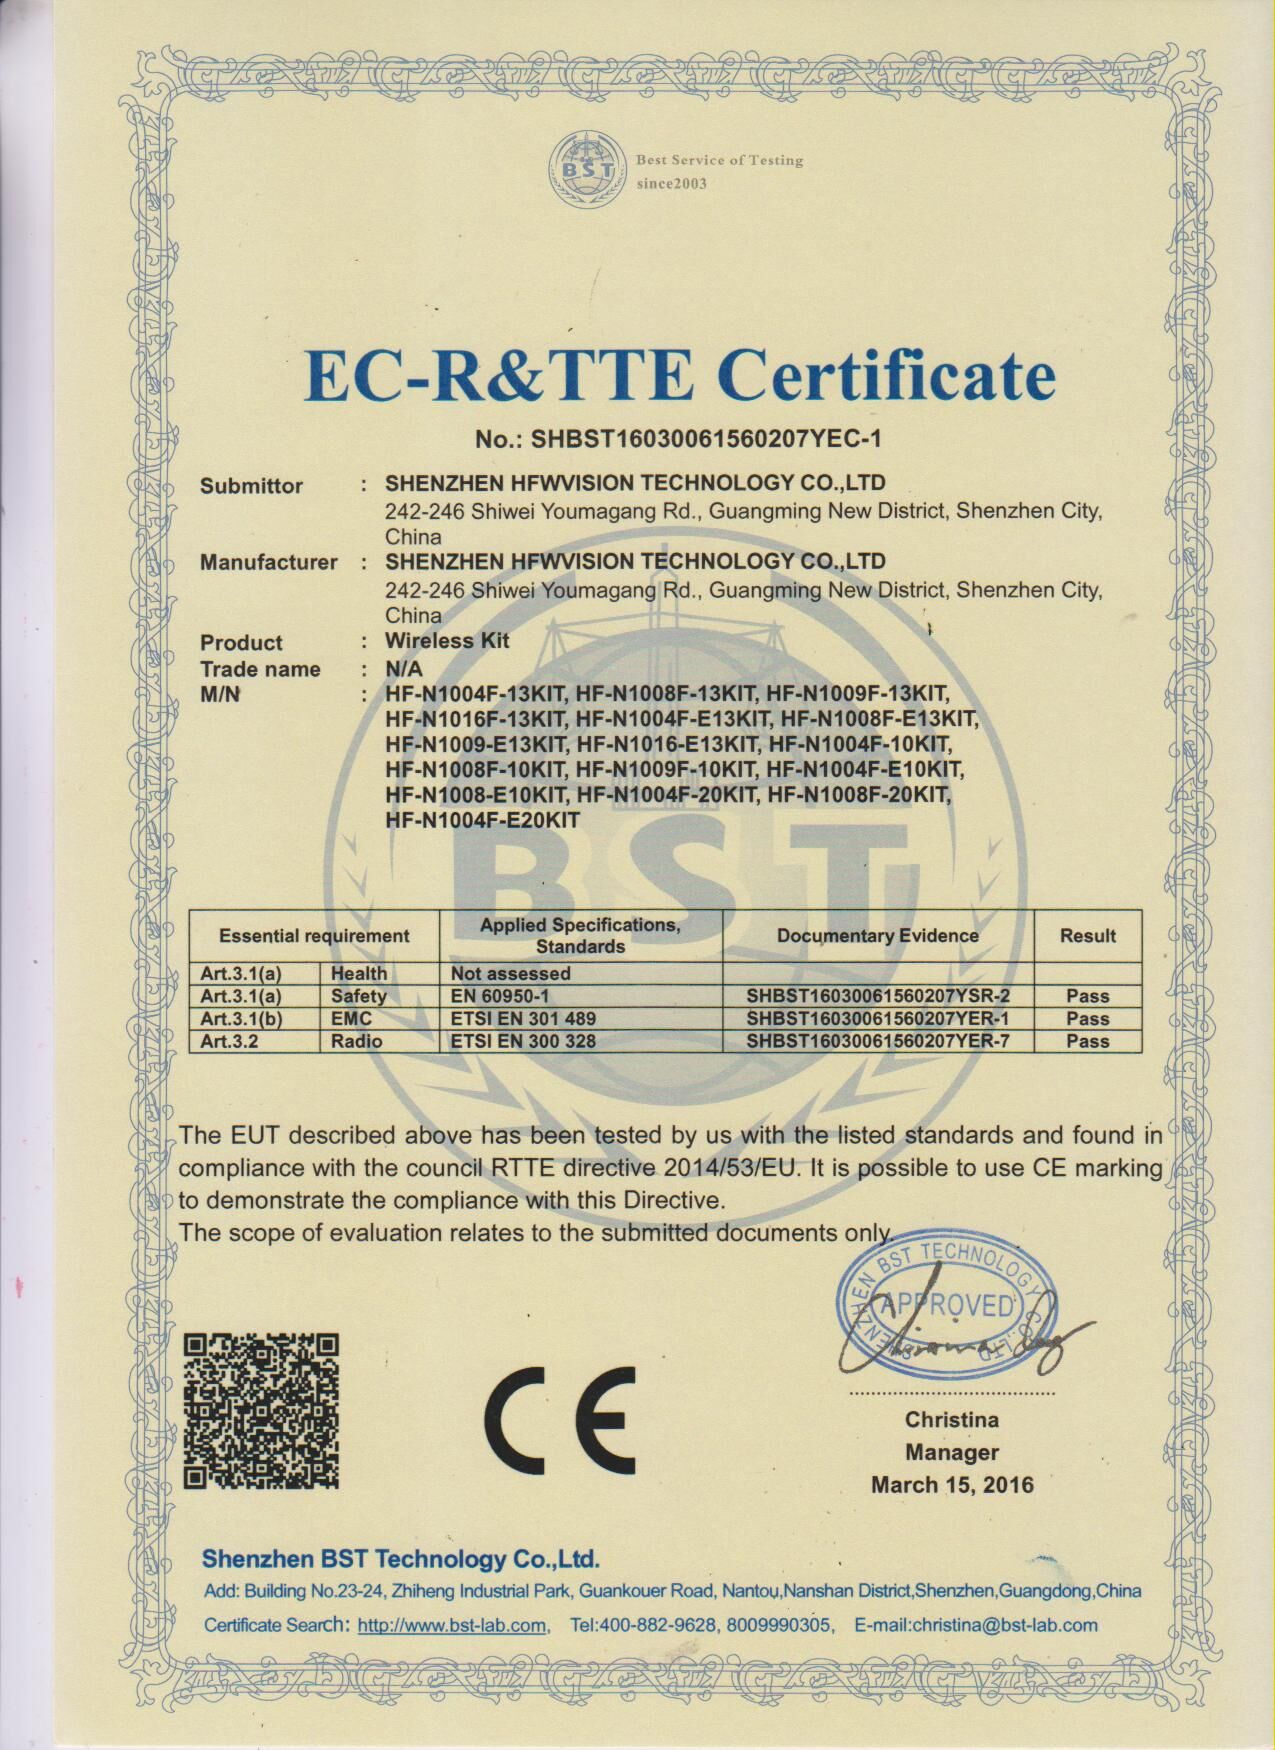 BST
Best Service of Testing
since2003
EC-R&TTE Certificate
No.: SHBST16030061560207YEC-1
Submittor : SHENZHEN HFWVISION TECHNOLOGY CO.,LTD
242-246 Shiwei Youmagang Rd., Guangming New District, Shenzhen City,
China
Manufacturer : SHENZHEN HFWVISION TECHNOLOGY CO.,LTD
242-246 Shiwei Youmagang Rd., Guangming New District, Shenzhen City,
China
Product : Wireless Kit
Trade name : N/A
M/N : HF-N1004F-13KIT, HF-N1008F-13KIT, HF-N1009F-13KIT,
HF-N1016F-13KIT, HF-N1004F-E13KIT, HF-N1008F-E13KIT,
HF-N1009-E13KIT, HF-N1016-E13KIT, HF-N1004F-10KIT,
HF-N1008F-10KIT, HF-N1009F-10KIT, HF-N1004F-E10KIT,
HF-N1008-E10KIT, HF-N1004F-20KIT, HF-N1008F-20KIT,
HF-N1004F-E20KIT
BST
Essential requirement Applied Specifications, Standards Documentary Evidence Result
Art.3.1(a) Health Not assessed
Art.3.1(a) Safety EN 60950-1 SHBST16030061560207YSR-2 Pass
Art.3.1(b) EMC ETSI EN 301 489 SHBST16030061560207YER-1 Pass
Art.3.2 Radio ETSI EN 300 328 SHBST16030061560207YER-7 Pass
The EUT described above has been tested by us with the listed standards and found in
compliance with the council RTTE directive 2014/53/EU. It is possible to use CE marking
to demonstrate the compliance with this Directive.
The scope of evaluation relates to the submitted documents only.
SHENZHEN BST TECHNOLOGY CO.,LTD
APPROVED
CE
Christina
Manager
March 15, 2016
Shenzhen BST Technology Co.,Ltd.
Add: Building No.23-24, Zhiheng Industrial Park, Guankouer Road, Nantou,Nanshan District,Shenzhen,Guangdong,China
Certificate Search: http://www.bst-lab.com, Tel:400-882-9628, 8009990305, E-mail:christina@bst-lab.com